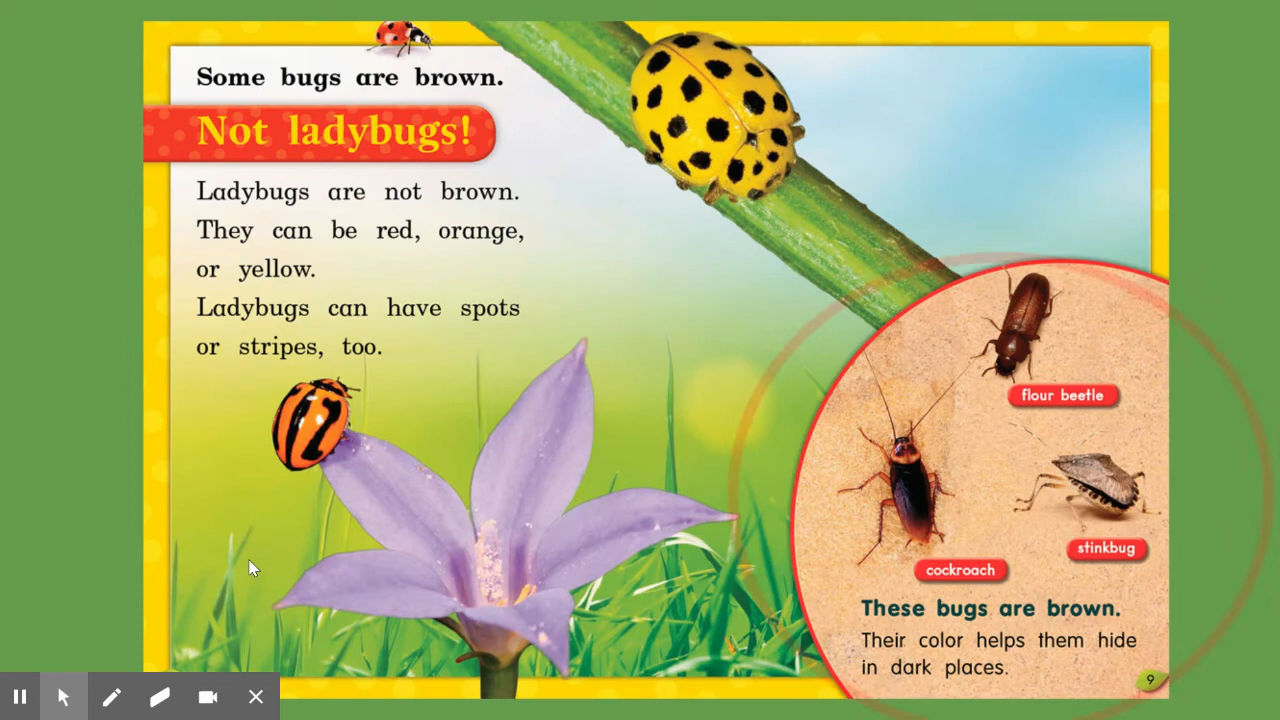 Some bugs are brown.
Not ladybugs!
Ladybugs are not brown.
They can be red, orange,
or yellow.
Ladybugs can have spots
or stripes, too.
flour beetle
stinkbug
cockroach
These bugs are brown.
Their color helps them hide
in dark places.
9